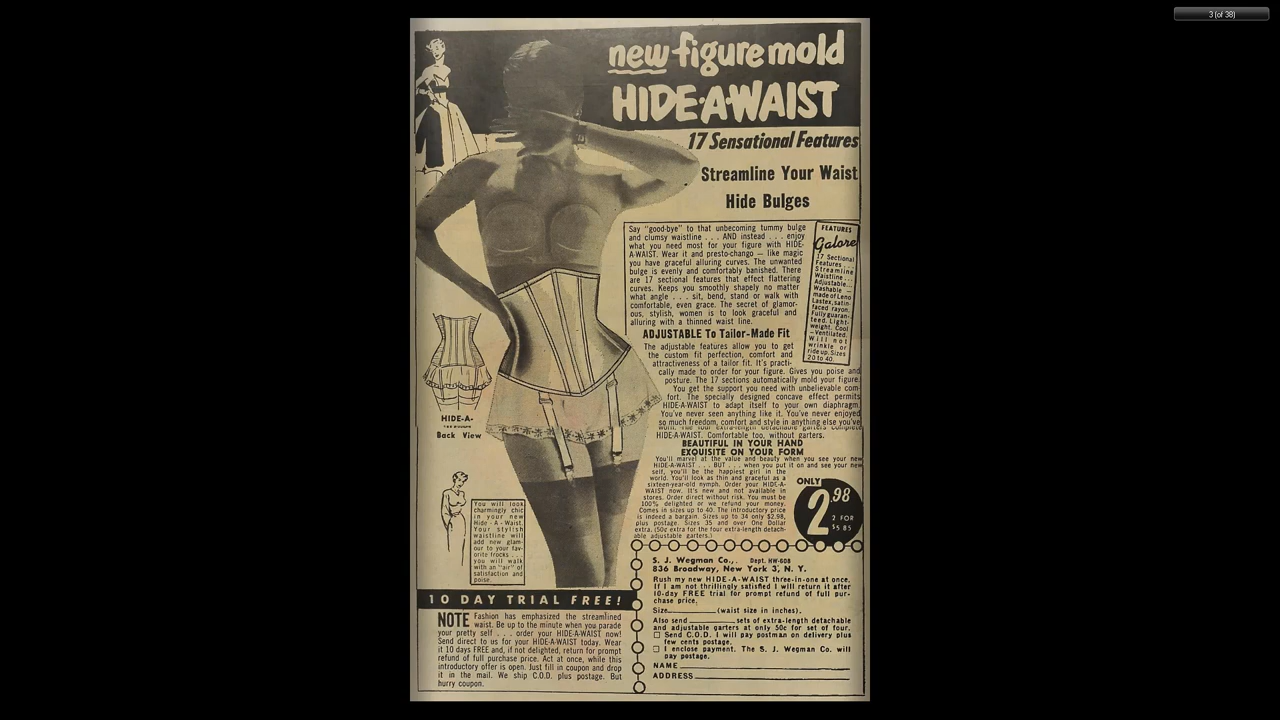 3 (of 38)
new figure mold
HIDE-A-WAIST
17 Sensational Features
Streamline Your Waist
Hide Bulges
Say "good-bye" to that unbecoming tummy bulge
and clumsy waistline . . . AND instead . . . enjoy
what you need most for your figure with HIDE-
A-WAIST. Wear it and presto-chango — like magic
you have graceful alluring curves. The unwanted
bulge is evenly and comfortably banished. There
are 17 sectional features that effect flattering
curves. Keeps you smoothly shapely no matter
what angle . . . sit, bend, stand or walk with
comfortable, even grace. The secret of glamor-
ous, stylish, women is to look graceful and
alluring with a thinned waist line.
FEATURES
Galore
17 Sectional
Features . . .
Streamline
Waistline . . .
Adjustable . . .
Washable —
made of Leno
Lastex, satin-
faced rayon.
Fully guaran-
teed. Light-
weight. Cool
—Ventilated.
Will not
wrinkle or
ride up. Sizes
20 to 40.
ADJUSTABLE To Tailor-Made Fit
The adjustable features allow you to get
the custom fit perfection, comfort and
attractiveness of a tailor fit. It's practi-
cally made to order for your figure. Gives you poise and
posture. The 17 sections automatically mold your figure.
You get the support you need with unbelievable com-
fort. The specially designed concave effect permits
HIDE-A-WAIST to adapt itself to your own diaphragm.
You've never seen anything like it. You've never enjoyed
so much freedom, comfort and style in anything else you've
worn. The four extra-length detachable garters complete
HIDE-A-WAIST. Comfortable too, without garters.
BEAUTIFUL IN YOUR HAND
EXQUISITE ON YOUR FORM
You'll marvel at the value and beauty when you see your new
HIDE-A-WAIST . . . BUT . . . when you put it on and see your new
self, you'll be the happiest girl in the
world. You'll look as thin and graceful as a
sixteen-year-old nymph. Order your HIDE-A-
WAIST now. It's new and not available in
stores. Order direct without risk. You must be
100% delighted or we refund your money.
Comes in sizes up to 40. The introductory price
is indeed a bargain. Sizes up to 34 only $2.98,
plus postage. Sizes 35 and over One Dollar
extra. (50¢ extra for the four extra-length detach-
able adjustable garters.)
ONLY
2.98
2 FOR
$5.85
HIDE-A-
Back View
You will look
charmingly chic
in your new
Hide-A-Waist.
Your stylish
waistline will
add new glam-
our to your fav-
orite frocks . . .
you will walk
with an "air" of
satisfaction and
poise.
10 DAY TRIAL FREE!
NOTE Fashion has emphasized the streamlined
waist. Be up to the minute when you parade
your pretty self . . . order your HIDE-A-WAIST now!
Send direct to us for your HIDE-A-WAIST today. Wear
it 10 days FREE and, if not delighted, return for prompt
refund of full purchase price. Act at once, while this
introductory offer is open. Just fill in coupon and drop
it in the mail. We ship C.O.D. plus postage. But
hurry coupon.
S. J. Wegman Co., Dept. HW-608
836 Broadway, New York 3, N. Y.
Rush my new HIDE-A-WAIST three-in-one at once.
If I am not thrillingly satisfied I will return it after
10-day FREE trial for prompt refund of full pur-
chase price.
Size (waist size in inches).
Also send sets of extra-length detachable
and adjustable garters at only 50c for set of four.
Send C.O.D. I will pay postman on delivery plus
few cents postage.
I enclose payment. The S. J. Wegman Co. will
pay postage.
NAME
ADDRESS